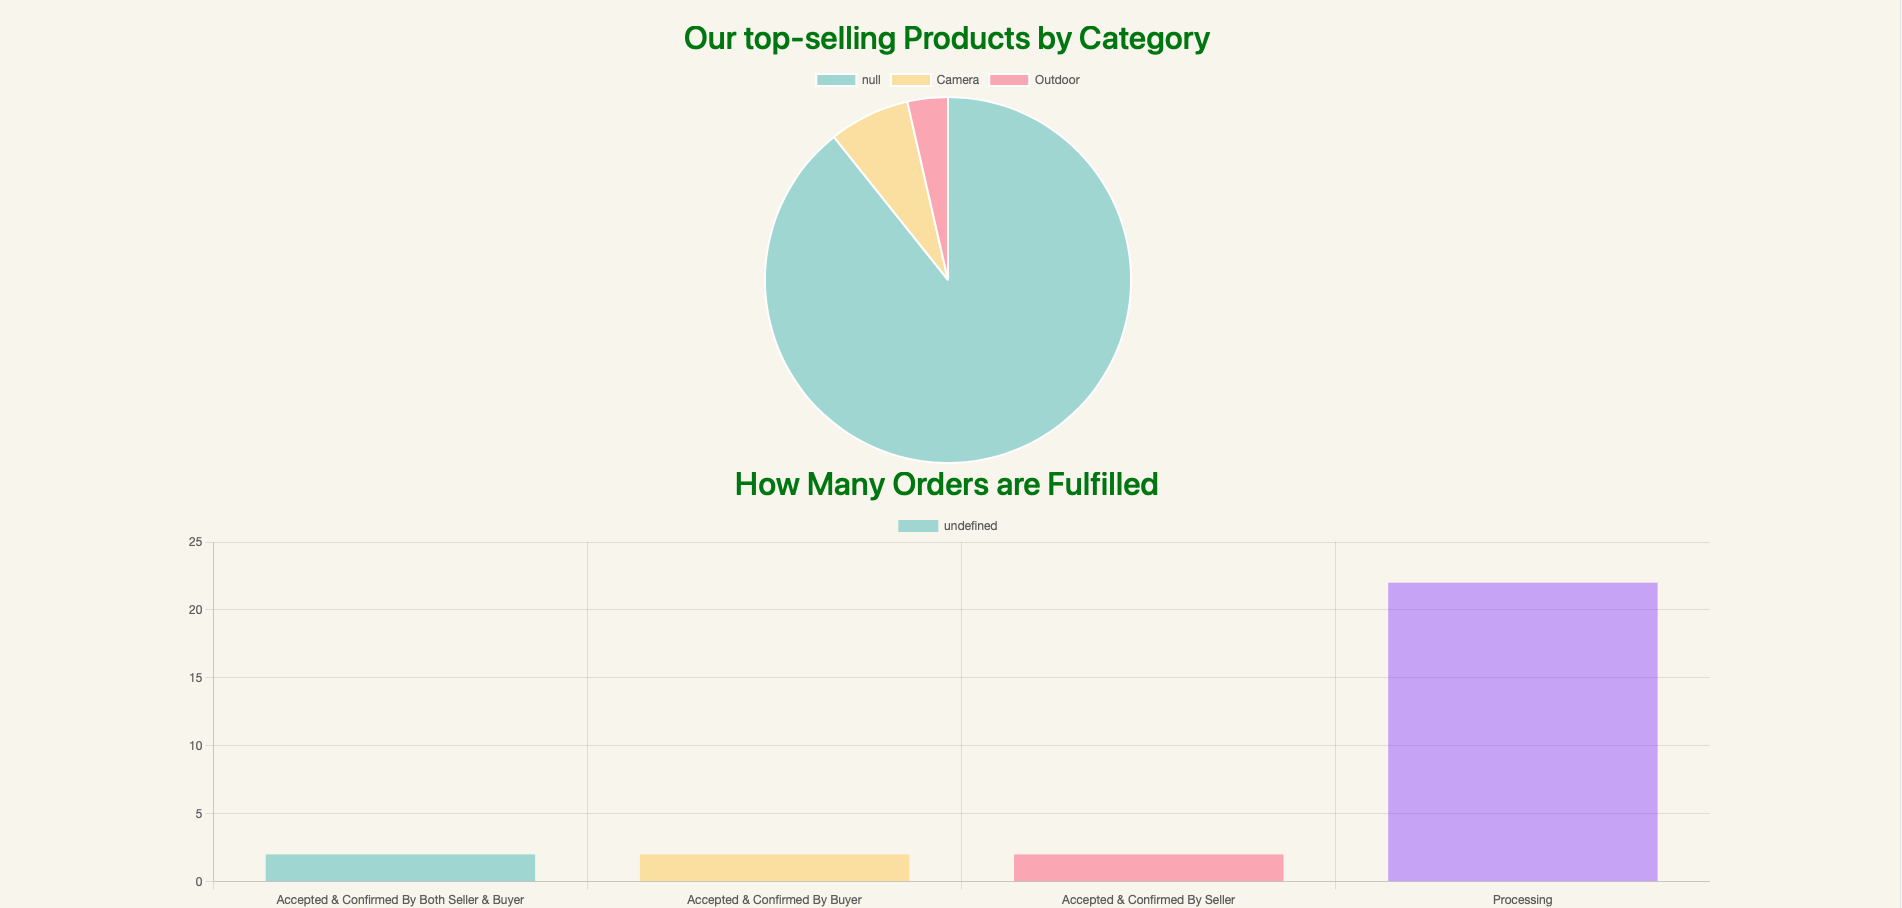 Our top-selling Products by Category
null Camera Outdoor
How Many Orders are Fulfilled
undefined
25
20
15
10
5
0
Accepted & Confirmed By Both Seller & Buyer Accepted & Confirmed By Buyer Accepted & Confirmed By Seller Processing